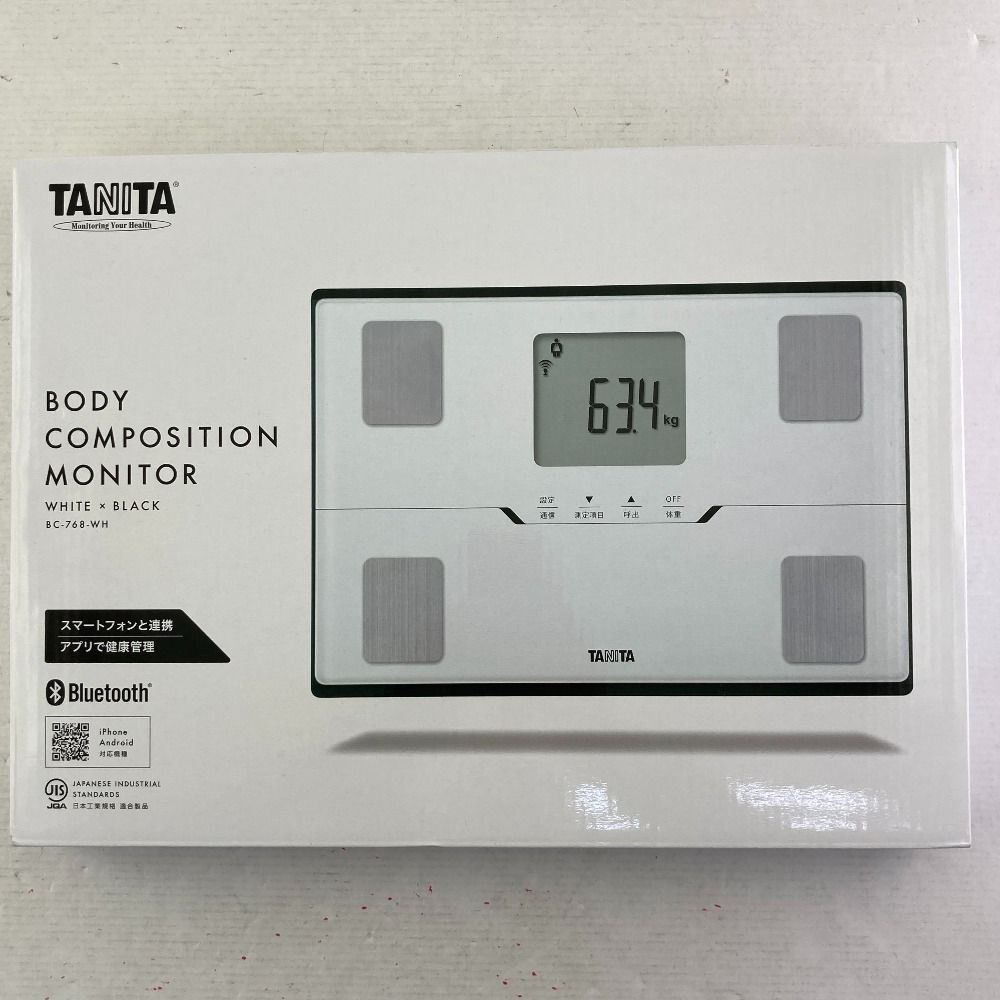 TANITA®
Monitoring Your Health
63.4 kg
BODY
COMPOSITION
MONITOR
WHITE × BLACK
BC-768-WH
設定 ▼ ▲ OFF
通信 測定項目 呼出 体重
TANITA
スマートフォンと連携
アプリで健康管理
Bluetooth®
iPhone
Android
対応機種
JIS
JQA
JAPANESE INDUSTRIAL
STANDARDS
日本工業規格 適合製品